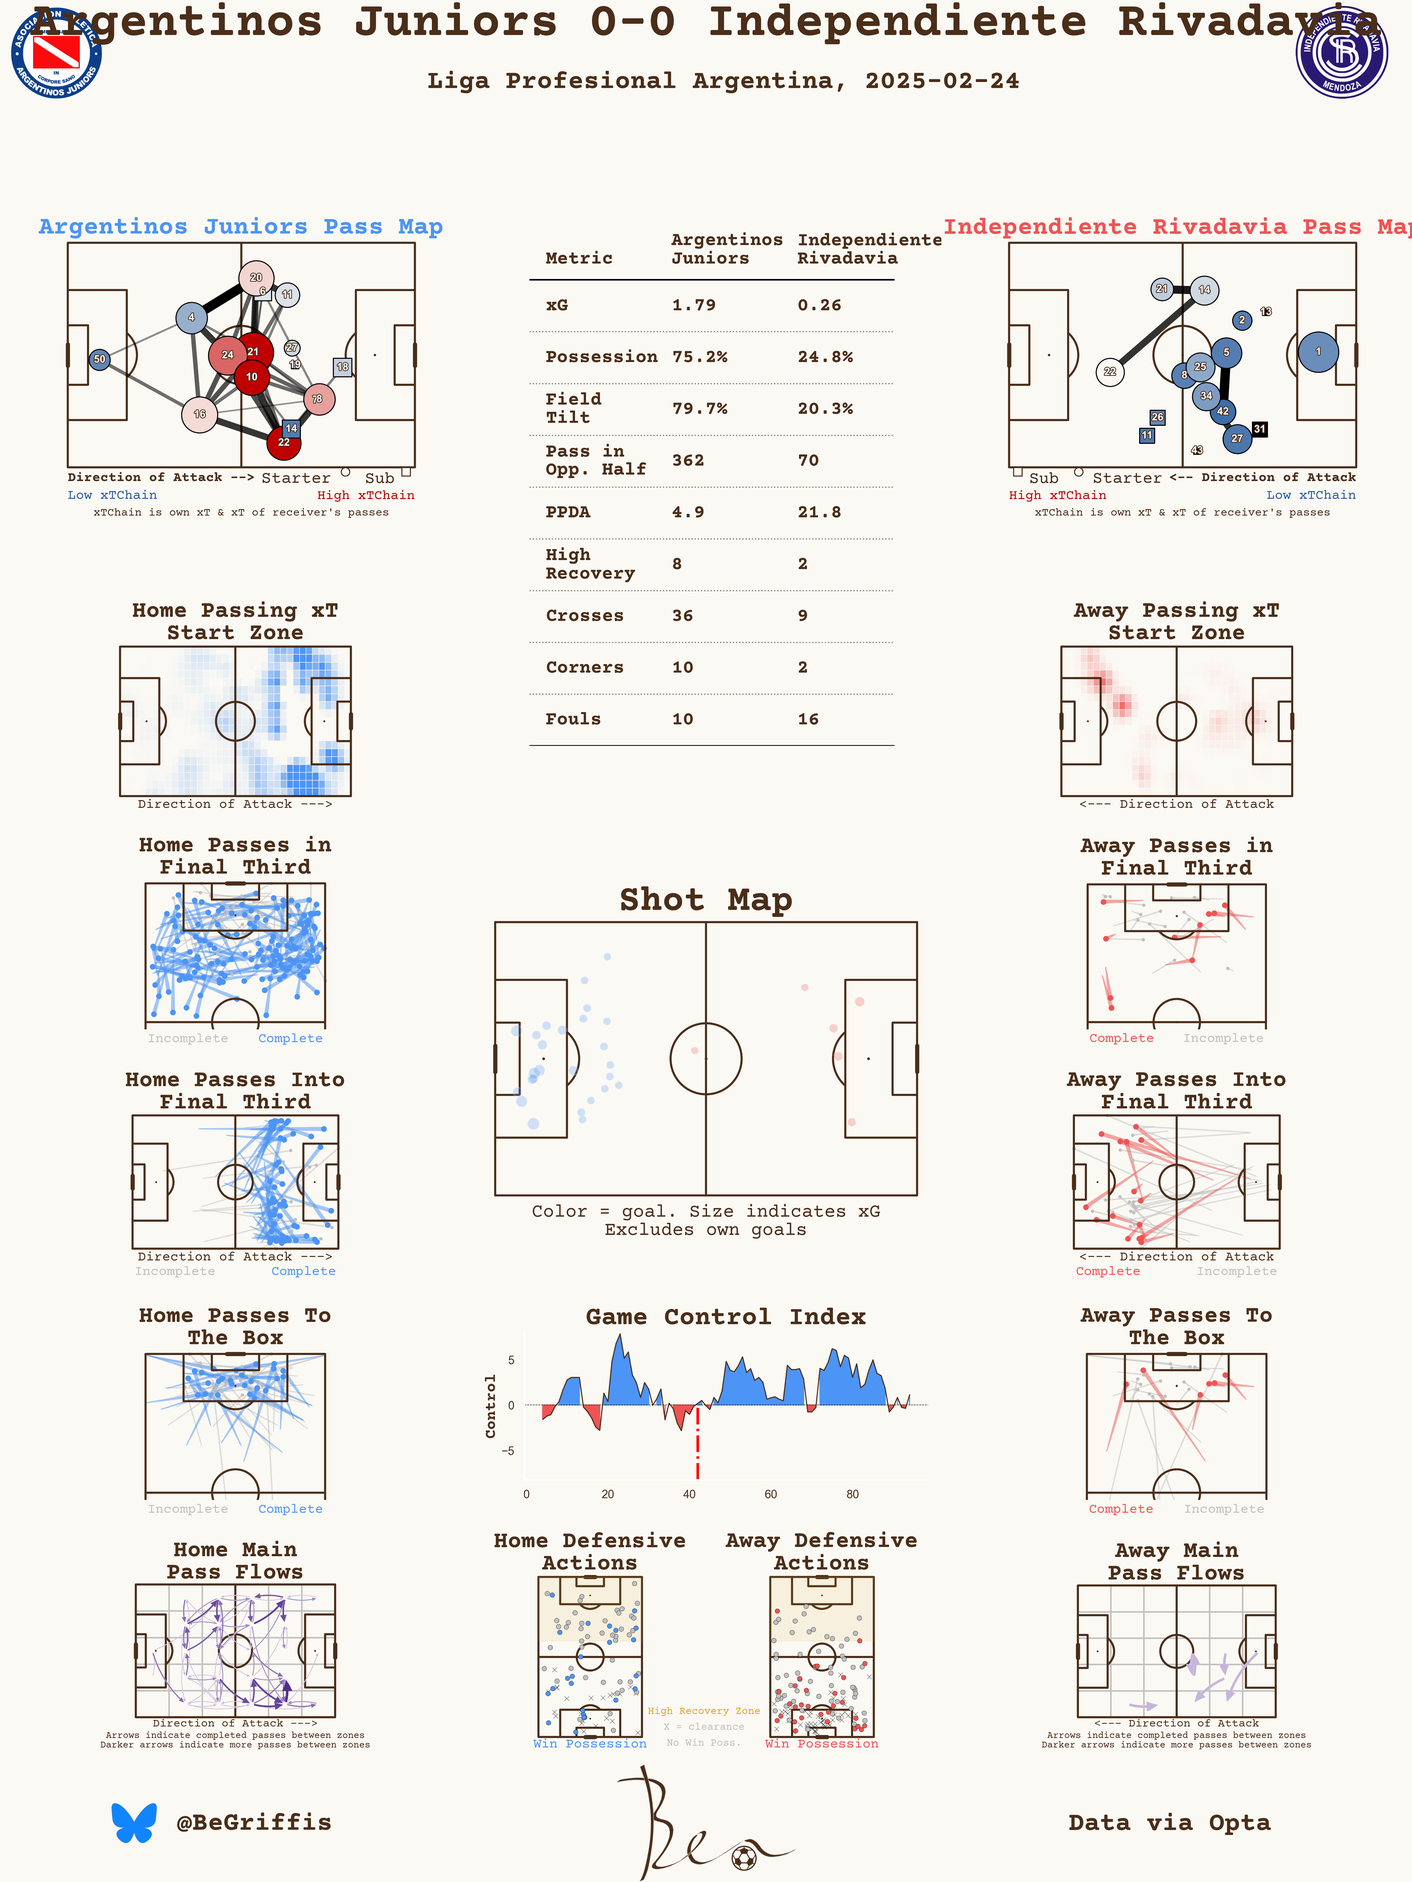 Argentinos Juniors 0-0 Independiente Rivadavia
Liga Profesional Argentina, 2025-02-24
ASOCIACION ATLETICA
IN
CORPORE SANO
ARGENTINOS JUNIORS
INDEPENDIENTE RIVADAVIA
MENDOZA
Argentinos Juniors Pass Map
20
6
11
4
50
24
21
27
19
10
18
16
78
14
22
Direction of Attack --> Starter Sub
Low xTChain High xTChain
xTChain is own xT & xT of receiver's passes
Metric Argentinos Juniors Independiente Rivadavia
xG 1.79 0.26
Possession 75.2% 24.8%
Field Tilt 79.7% 20.3%
Pass in Opp. Half 362 70
PPDA 4.9 21.8
High Recovery 8 2
Crosses 36 9
Corners 10 2
Fouls 10 16
Independiente Rivadavia Pass Map
21
14
13
2
5
1
22
8
25
34
42
26
11
31
27
43
Sub Starter <-- Direction of Attack
High xTChain Low xTChain
xTChain is own xT & xT of receiver's passes
Home Passing xT
Start Zone
Direction of Attack --->
Away Passing xT
Start Zone
<--- Direction of Attack
Home Passes in
Final Third
Incomplete Complete
Away Passes in
Final Third
Complete Incomplete
Shot Map
Color = goal. Size indicates xG
Excludes own goals
Home Passes Into
Final Third
Direction of Attack --->
Incomplete Complete
Away Passes Into
Final Third
<--- Direction of Attack
Complete Incomplete
Home Passes To
The Box
Incomplete Complete
Game Control Index
Control
5
0
−5
0 20 40 60 80
Away Passes To
The Box
Complete Incomplete
Home Main
Pass Flows
Direction of Attack --->
Arrows indicate completed passes between zones
Darker arrows indicate more passes between zones
Home Defensive
Actions
Win Possession
High Recovery Zone
X = clearance
No Win Poss.
Away Defensive
Actions
Win Possession
Away Main
Pass Flows
<--- Direction of Attack
Arrows indicate completed passes between zones
Darker arrows indicate more passes between zones
@BeGriffis
Ben
Data via Opta